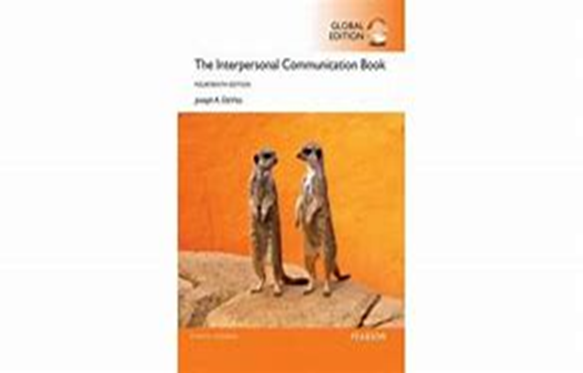 GLOBAL
EDITION
The Interpersonal Communication Book
FOURTEENTH EDITION
Joseph A. DeVito
PEARSON